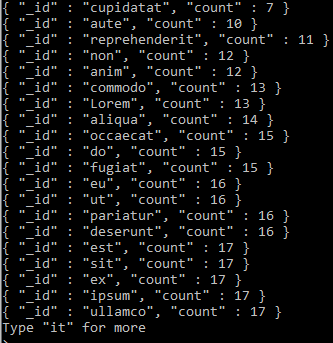 { "_id" : "cupidatat", "count" : 7 }
{ "_id" : "aute", "count" : 10 }
{ "_id" : "reprehenderit", "count" : 11 }
{ "_id" : "non", "count" : 12 }
{ "_id" : "anim", "count" : 12 }
{ "_id" : "commodo", "count" : 13 }
{ "_id" : "Lorem", "count" : 13 }
{ "_id" : "aliqua", "count" : 14 }
{ "_id" : "occaecat", "count" : 15 }
{ "_id" : "do", "count" : 15 }
{ "_id" : "fugiat", "count" : 15 }
{ "_id" : "eu", "count" : 16 }
{ "_id" : "ut", "count" : 16 }
{ "_id" : "pariatur", "count" : 16 }
{ "_id" : "deserunt", "count" : 16 }
{ "_id" : "est", "count" : 17 }
{ "_id" : "sit", "count" : 17 }
{ "_id" : "ex", "count" : 17 }
{ "_id" : "ipsum", "count" : 17 }
{ "_id" : "ullamco", "count" : 17 }
Type "it" for more